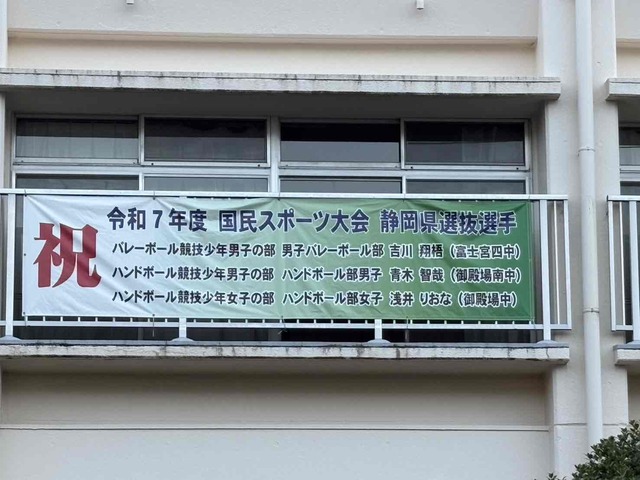 祝
令和7年度 国民スポーツ大会 静岡県選抜選手
バレーボール競技少年男子の部 男子バレーボール部 吉川 翔梧(富士宮四中)
ハンドボール競技少年男子の部 ハンドボール部男子 青木 智哉(御殿場南中)
ハンドボール競技少年女子の部 ハンドボール部女子 浅井 りおな(御殿場中)